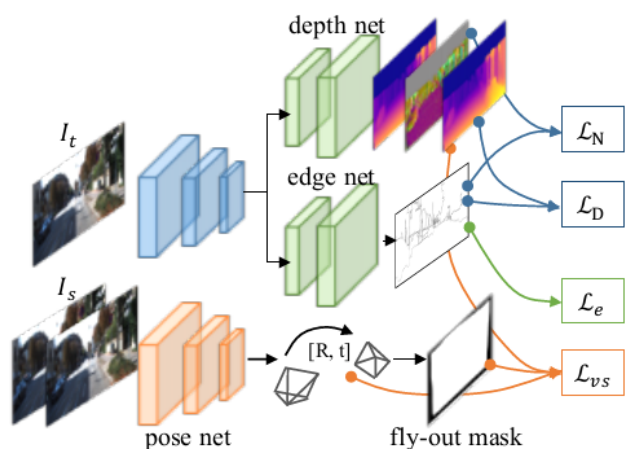 depth net
I_t
ℒ_N
edge net
ℒ_D
I_s
ℒ_e
[R, t]
ℒ_vs
pose net
fly-out mask